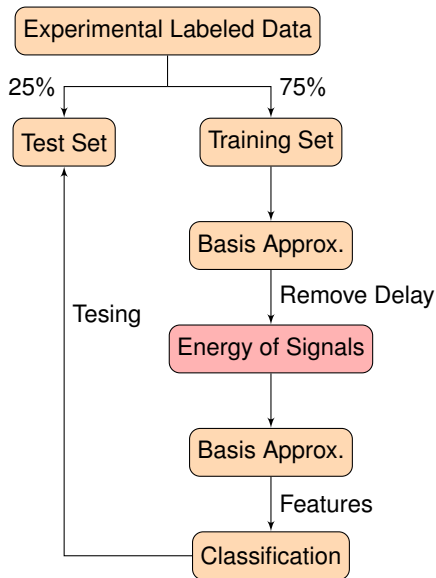 Experimental Labeled Data
25%
75%
Test Set
Training Set
Basis Approx.
Remove Delay
Tesing
Energy of Signals
Basis Approx.
Features
Classification